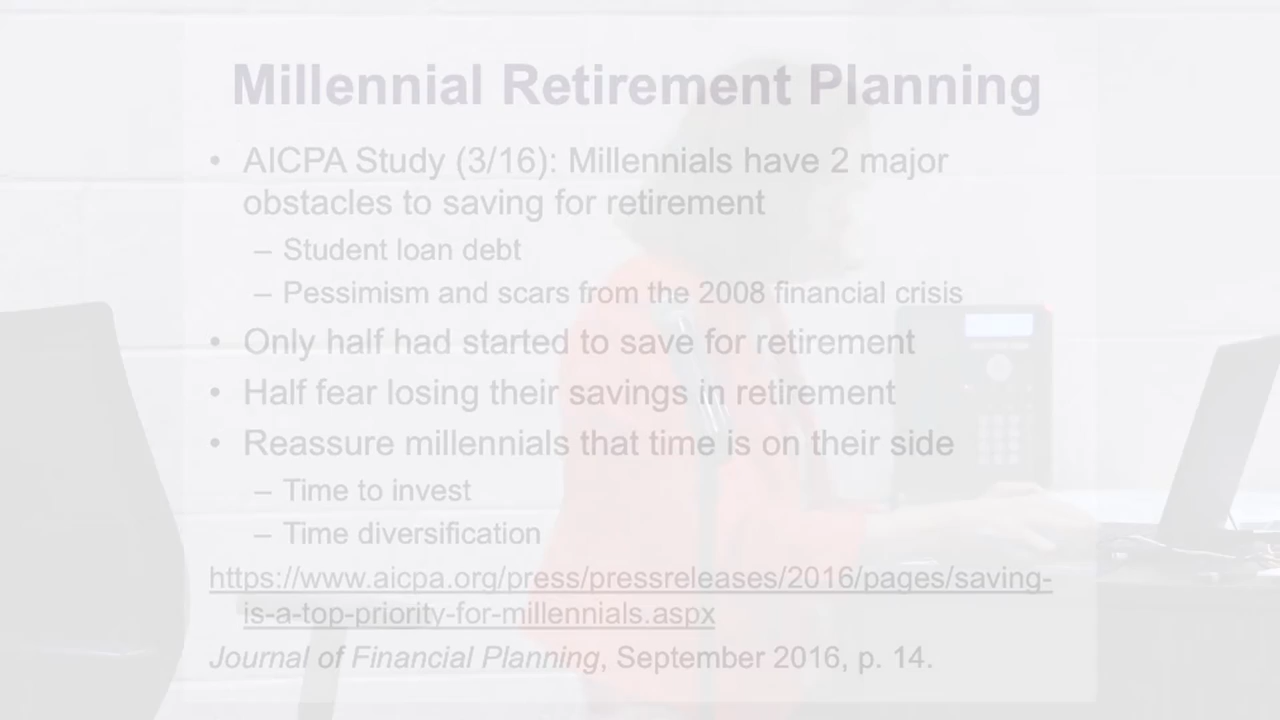 Millennial Retirement Planning
• AICPA Study (3/16): Millennials have 2 major
obstacles to saving for retirement
– Student loan debt
– Pessimism and scars from the 2008 financial crisis
• Only half had started to save for retirement
• Half fear losing their savings in retirement
• Reassure millennials that time is on their side
– Time to invest
– Time diversification
https://www.aicpa.org/press/pressreleases/2016/pages/saving-
is-a-top-priority-for-millennials.aspx
Journal of Financial Planning, September 2016, p. 14.